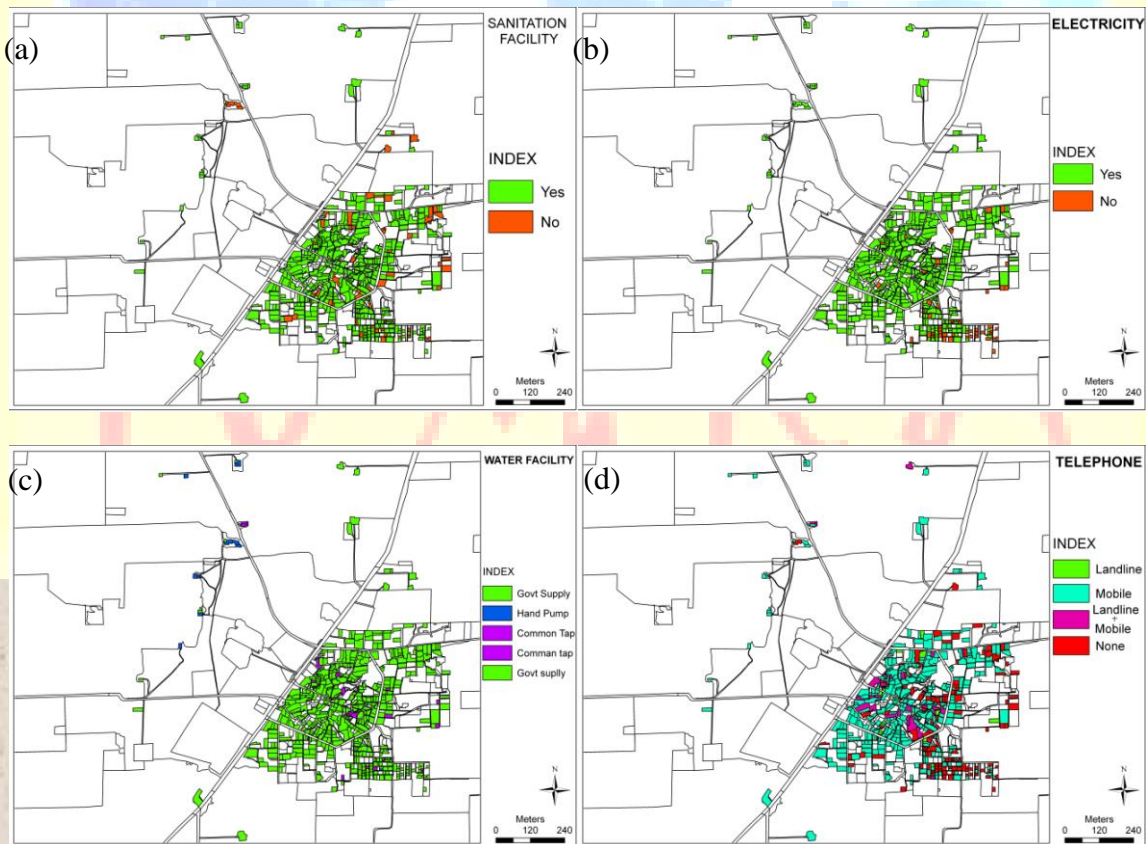 (a)
SANITATION
FACILITY
INDEX
Yes
No
N
Meters
0 120 240
(b)
ELECTRICITY
INDEX
Yes
No
N
Meters
0 120 240
(c)
WATER FACILITY
INDEX
Govt Supply
Hand Pump
Common Tap
Comman tap
Govt suplly
N
Meters
0 120 240
(d)
TELEPHONE
INDEX
Landline
Mobile
Landline
+
Mobile
None
N
Meters
0 120 240